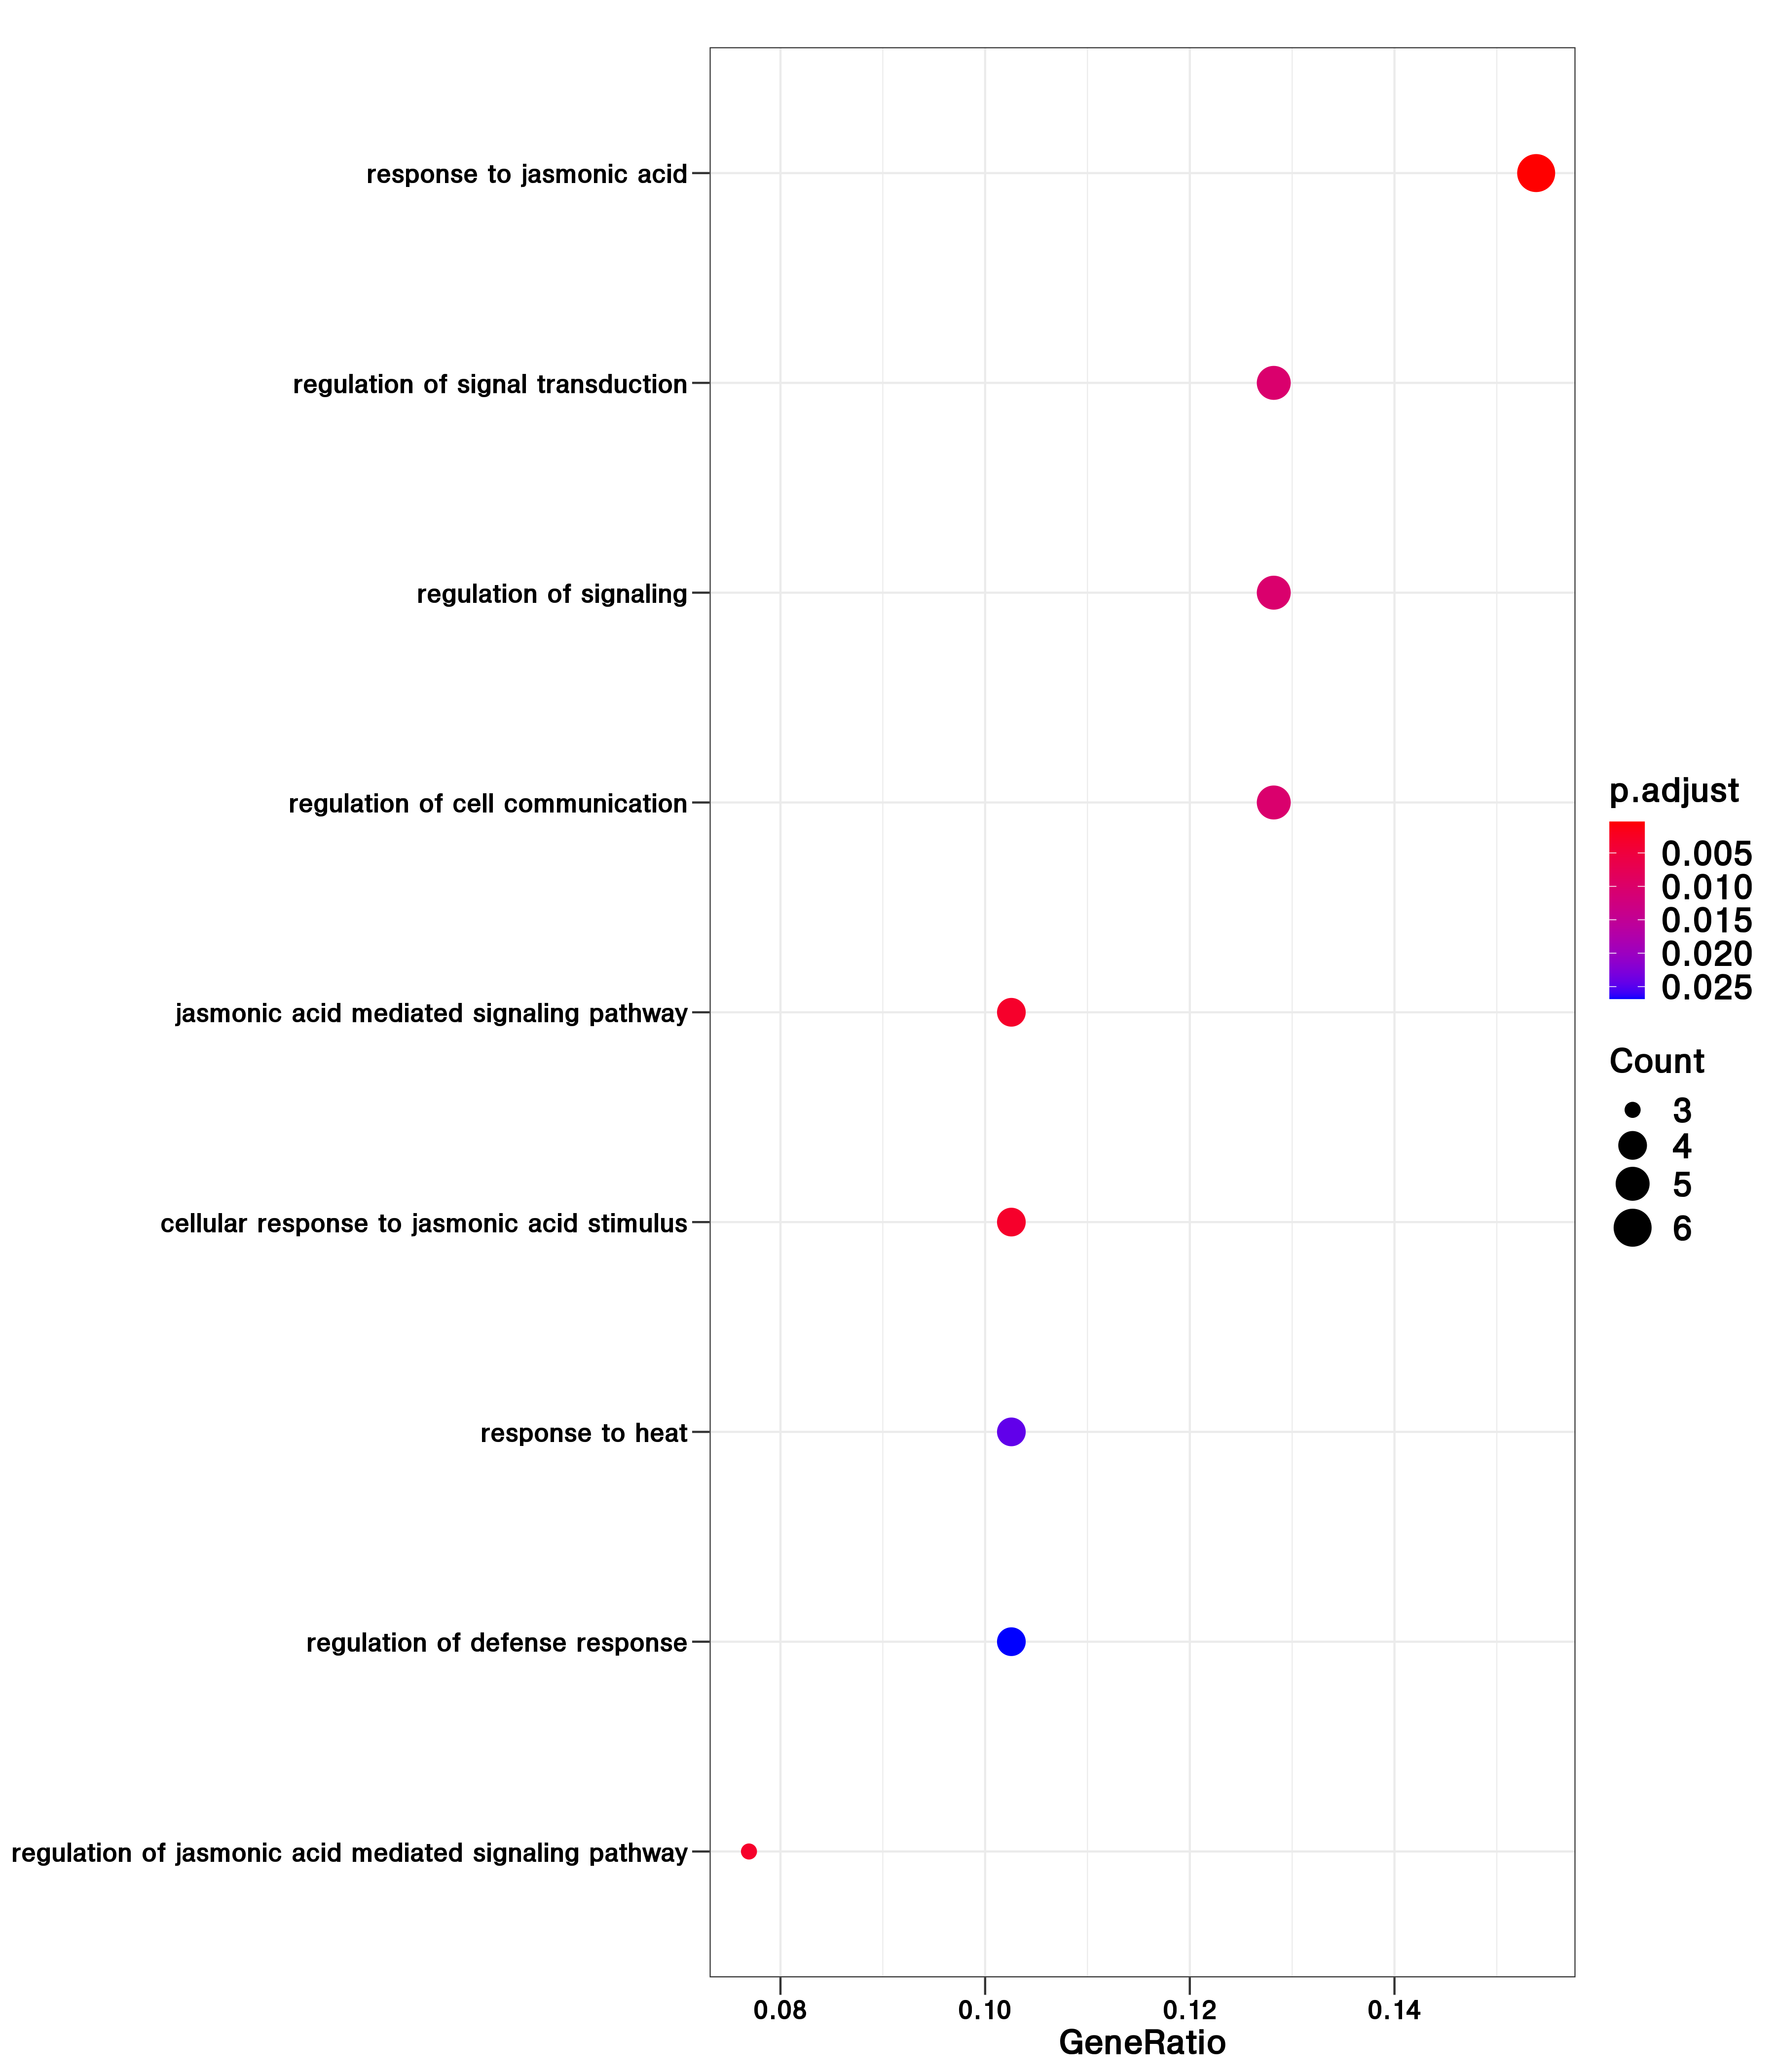 response to jasmonic acid
regulation of signal transduction
regulation of signaling
regulation of cell communication
jasmonic acid mediated signaling pathway
cellular response to jasmonic acid stimulus
response to heat
regulation of defense response
regulation of jasmonic acid mediated signaling pathway
0.08 0.10 0.12 0.14
GeneRatio
p.adjust
0.005
0.010
0.015
0.020
0.025
Count
3
4
5
6